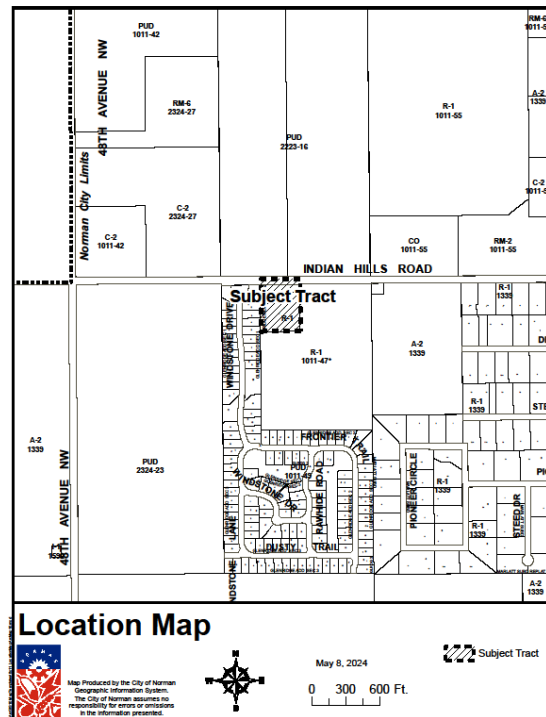 PUD
1011-42
48TH AVENUE NW
RM-6
2324-27
PUD
2223-16
R-1
1011-55
RM-6
A-2
1339
Norman City Limits
C-2
2324-27
C-2
1011-42
C-2
CO
1011-55
RM-2
1011-55
INDIAN HILLS ROAD
Subject Tract
R-1
R-1
1339
WINDSTONE DRIVE
R-1
1011-47*
A-2
1339
R-1
1339
A-2
1339
PUD
2324-23
48TH AVENUE NW
FRONTIER
TRAIL
PUD
1011-49
WINDSTONE DR
RAWHIDE ROAD
PIONEER CIRCLE
R-1
1339
R-1
1339
STEED DR
DUSTY TRAIL
A-2
1339
Location Map
Map Produced by the City of Norman
Geographic Information System.
The City of Norman assumes no
responsibility for errors or omissions
in the information presented.
N
W
E
S
May 8, 2024
0 300 600 Ft.
Subject Tract